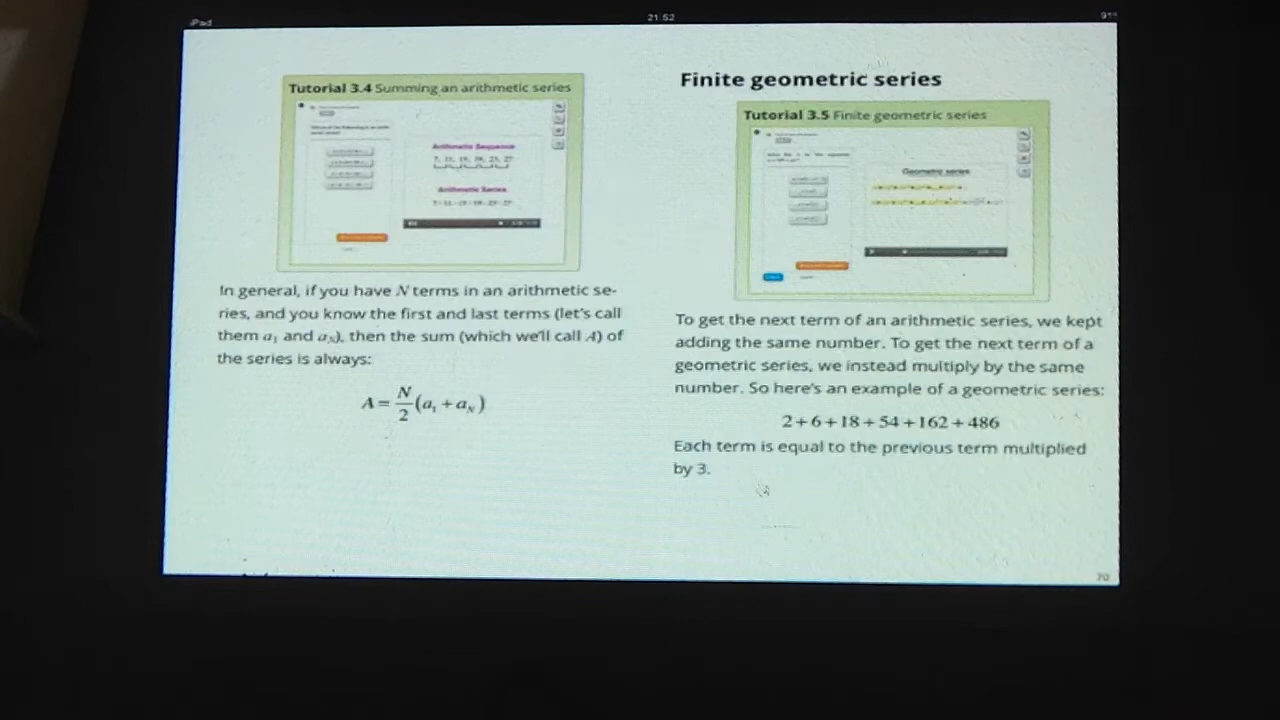 iPad
21:52
Tutorial 3.4 Summing an arithmetic series
Arithmetic Sequence
Arithmetic Series
In general, if you have N terms in an arithmetic se-
ries, and you know the first and last terms (let's call
them a₁ and a_N), then the sum (which we'll call A) of
the series is always:
A = N/2 (a₁ + a_N)
Finite geometric series
Tutorial 3.5 Finite geometric series
Geometric series
To get the next term of an arithmetic series, we kept
adding the same number. To get the next term of a
geometric series, we instead multiply by the same
number. So here's an example of a geometric series:
2 + 6 + 18 + 54 + 162 + 486
Each term is equal to the previous term multiplied
by 3.
70